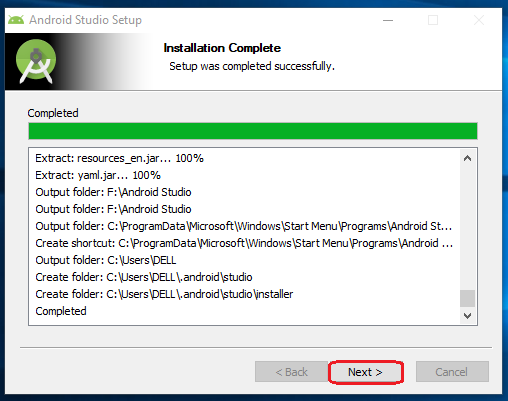 Android Studio Setup
Installation Complete
Setup was completed successfully.
Completed
Extract: resources_en.jar... 100%
Extract: yaml.jar... 100%
Output folder: F:\Android Studio
Output folder: F:\Android Studio
Output folder: C:\ProgramData\Microsoft\Windows\Start Menu\Programs\Android St...
Create shortcut: C:\ProgramData\Microsoft\Windows\Start Menu\Programs\Android ...
Output folder: C:\Users\DELL
Create folder: C:\Users\DELL\.android\studio
Create folder: C:\Users\DELL\.android\studio\installer
Completed
< Back Next > Cancel